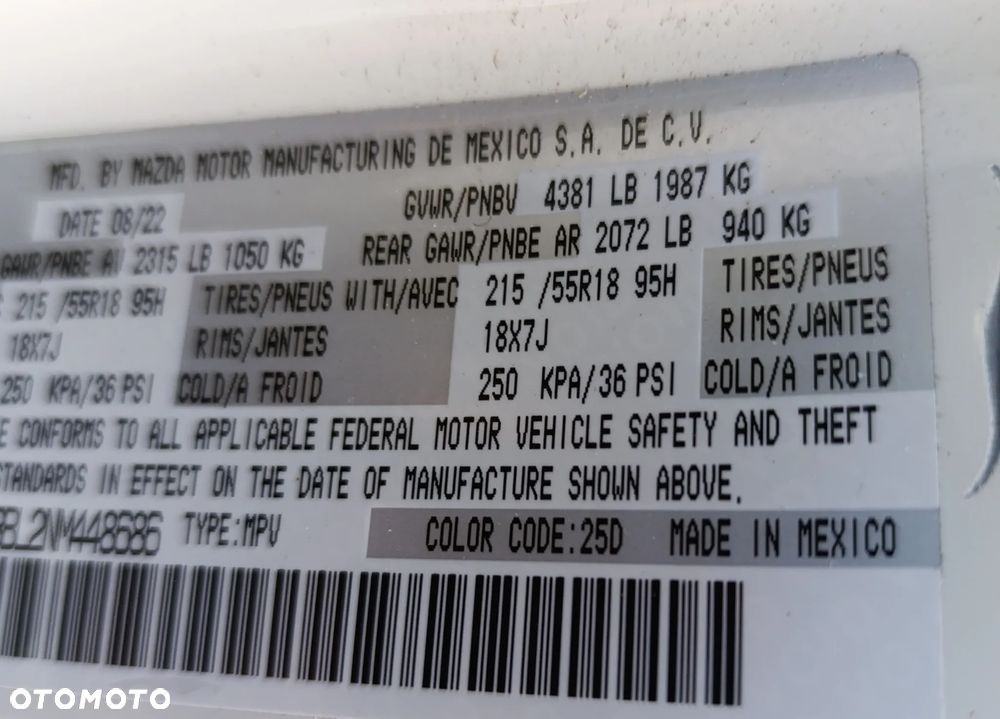 MFD. BY MAZDA MOTOR MANUFACTURING DE MEXICO S.A. DE C.V.
DATE 08/22 GVWR/PNBV 4381 LB 1987 KG
GAWR/PNBE AV 2315 LB 1050 KG REAR GAWR/PNBE AR 2072 LB 940 KG
215 /55R18 95H TIRES/PNEUS WITH/AVEC 215 /55R18 95H TIRES/PNEUS
18X7J RIMS/JANTES 18X7J RIMS/JANTES
250 KPA/36 PSI COLD/A FROID 250 KPA/36 PSI COLD/A FROID
CONFORMS TO ALL APPLICABLE FEDERAL MOTOR VEHICLE SAFETY AND THEFT
STANDARDS IN EFFECT ON THE DATE OF MANUFACTURE SHOWN ABOVE.
BL2NM448686 TYPE:MPV COLOR CODE:25D MADE IN MEXICO
OTOMOTO